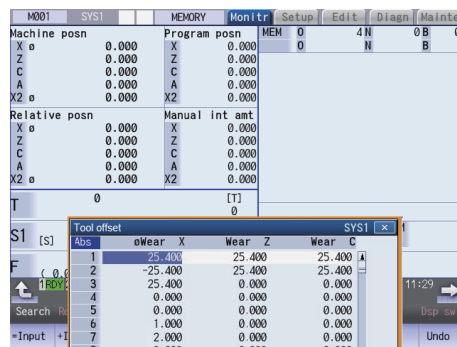 M001 SYS1 MEMORY Monitr Setup Edit Diagn Mainte
Machine posn Program posn MEM O 4 N 0 B
X ø 0.000 X 0.000 O N B
Z 0.000 Z 0.000
C 0.000 C 0.000
A 0.000 A 0.000
X2 ø 0.000 X2 0.000
Relative posn Manual int amt
X ø 0.000 X 0.000
Z 0.000 Z 0.000
C 0.000 C 0.000
A 0.000 A 0.000
X2 ø 0.000 X2 0.000
T 0 [T]
0
Tool offset SYS1
S1 [S] Abs øWear X Wear Z Wear C
1 25.400 25.400 25.400
F 2 -25.400 25.400 25.400
1 RDY 3 25.400 0.000 0.000 11:29
4 0.000 0.000 0.000
Search 5 0.000 0.000 0.000 Dsp sw
6 1.000 0.000 0.000
=Input 7 2.000 0.000 0.000 Undo